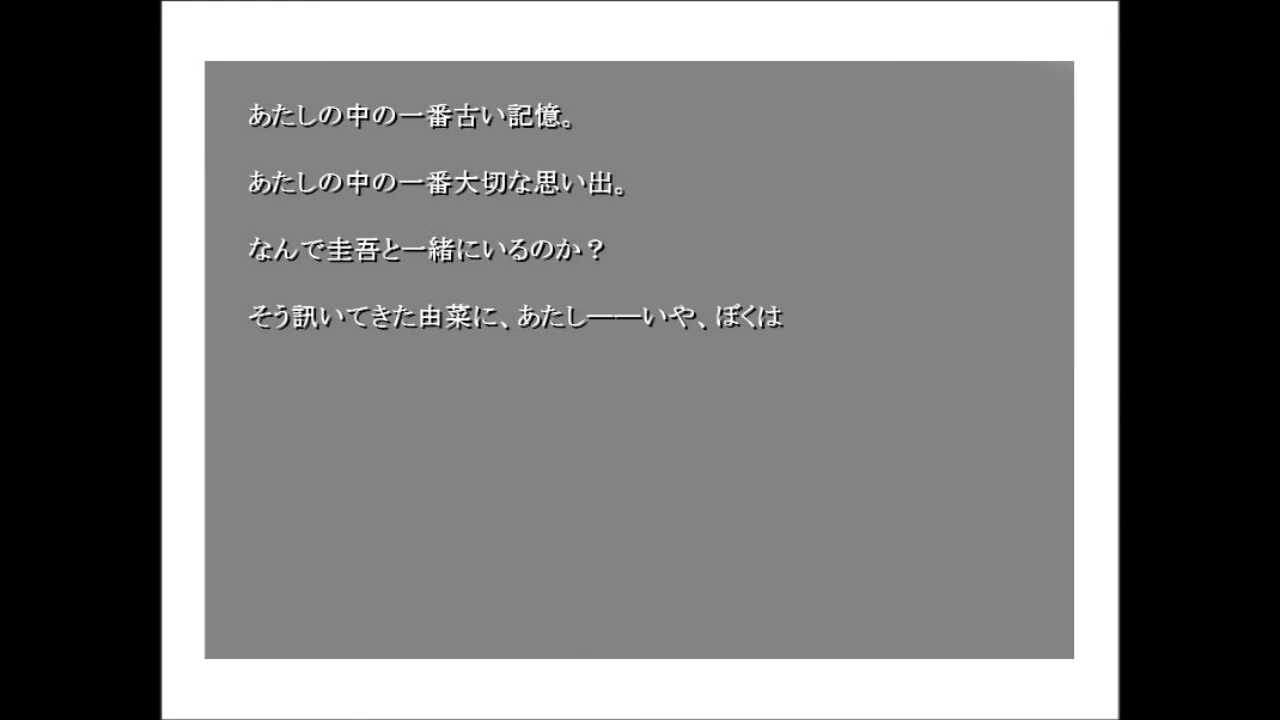 あたしの中の一番古い記憶。
あたしの中の一番大切な思い出。
なんで圭吾と一緒にいるのか？
そう訊いてきた由菜に、あたし――いや、ぼくは